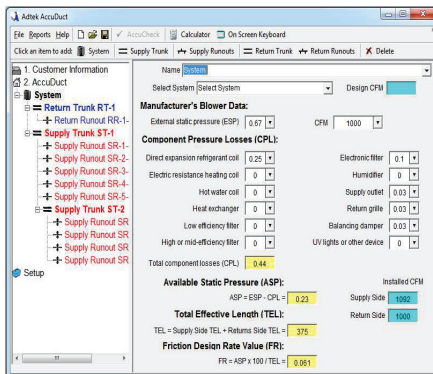 Adtek AccuDuct
File Reports Help AccuCheck Calculator On Screen Keyboard
Click an item to add: System Supply Trunk Supply Runouts Return Trunk Return Runouts Delete
1. Customer Information
2. AccuDuct
System
Return Trunk RT-1
Return Runout RR-1-
Supply Trunk ST-1
Supply Runout SR-1-
Supply Runout SR-2-
Supply Runout SR-3-
Supply Runout SR-4-
Supply Runout SR-5-
Supply Trunk ST-2
Supply Runout SR
Supply Runout SR
Supply Runout SR
Supply Runout SR
Setup
Name System
Select System Select System Design CFM
Manufacturer's Blower Data:
External static pressure (ESP) 0.67 CFM 1000
Component Pressure Losses (CPL):
Direct expansion refrigerant coil 0.25 Electronic filter 0.1
Electric resistance heating coil 0 Humidifier 0
Hot water coil 0 Supply outlet 0.03
Heat exchanger 0 Return grille 0.03
Low efficiency filter 0 Balancing damper 0.03
High or mid-efficiency filter 0 UV lights or other device 0
Total component losses (CPL) 0.44
Available Static Pressure (ASP): Installed CFM
ASP = ESP - CPL = 0.23 Supply Side 1092
Total Effective Length (TEL): Return Side 1000
TEL = Supply Side TEL + Returns Side TEL = 375
Friction Design Rate Value (FR):
FR = ASP x 100 / TEL = 0.061